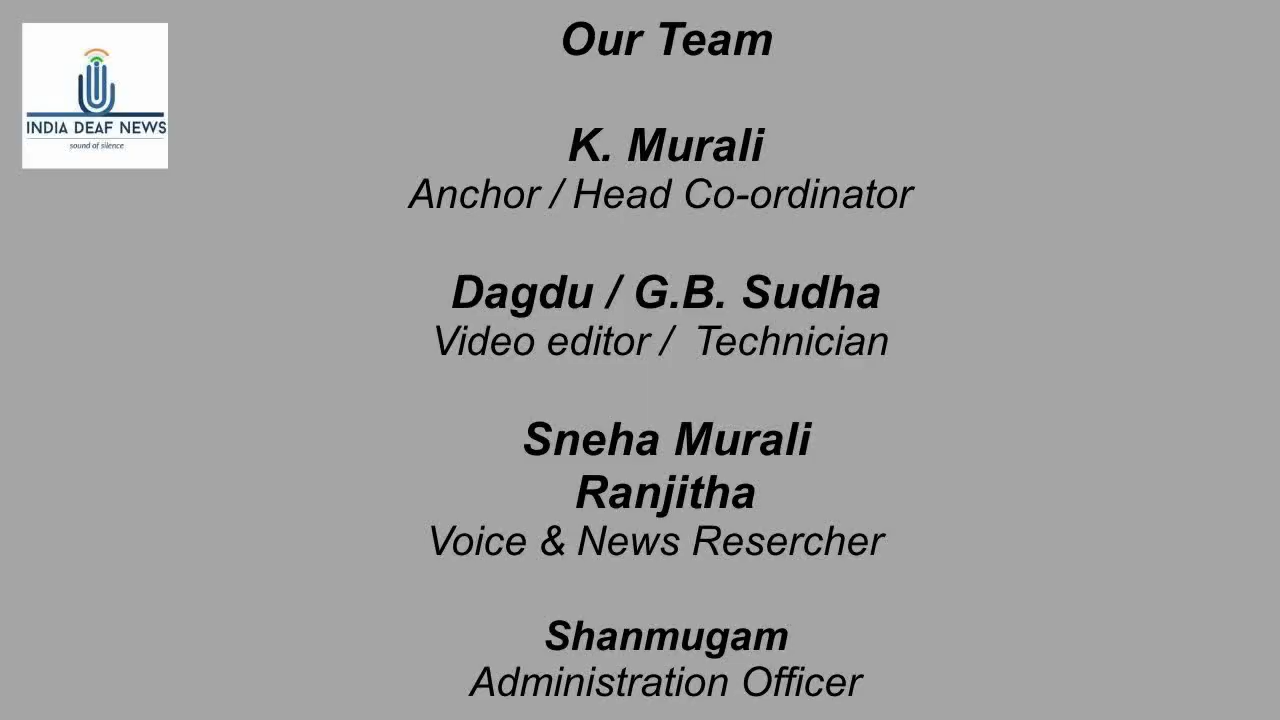 INDIA DEAF NEWS
sound of silence
Our Team
K. Murali
Anchor / Head Co-ordinator
Dagdu / G.B. Sudha
Video editor / Technician
Sneha Murali
Ranjitha
Voice & News Resercher
Shanmugam
Administration Officer